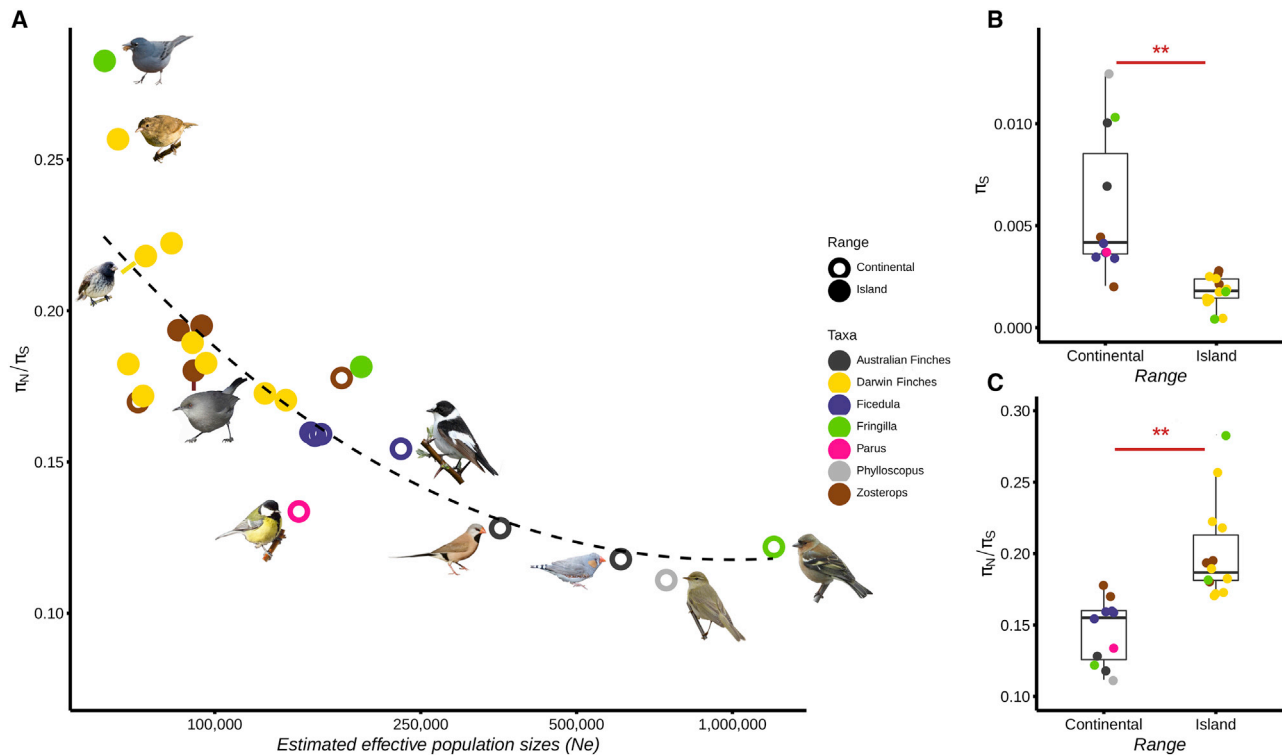 A
0.25
0.20
0.15
0.10
πN/πS
100,000
250,000
500,000
1,000,000
Estimated effective population sizes (Ne)
Range
Continental
Island
Taxa
Australian Finches
Darwin Finches
Ficedula
Fringilla
Parus
Phylloscopus
Zosterops
B
**
0.010
0.005
0.000
πS
Continental
Island
Range
C
**
0.30
0.25
0.20
0.15
0.10
πN/πS
Continental
Island
Range